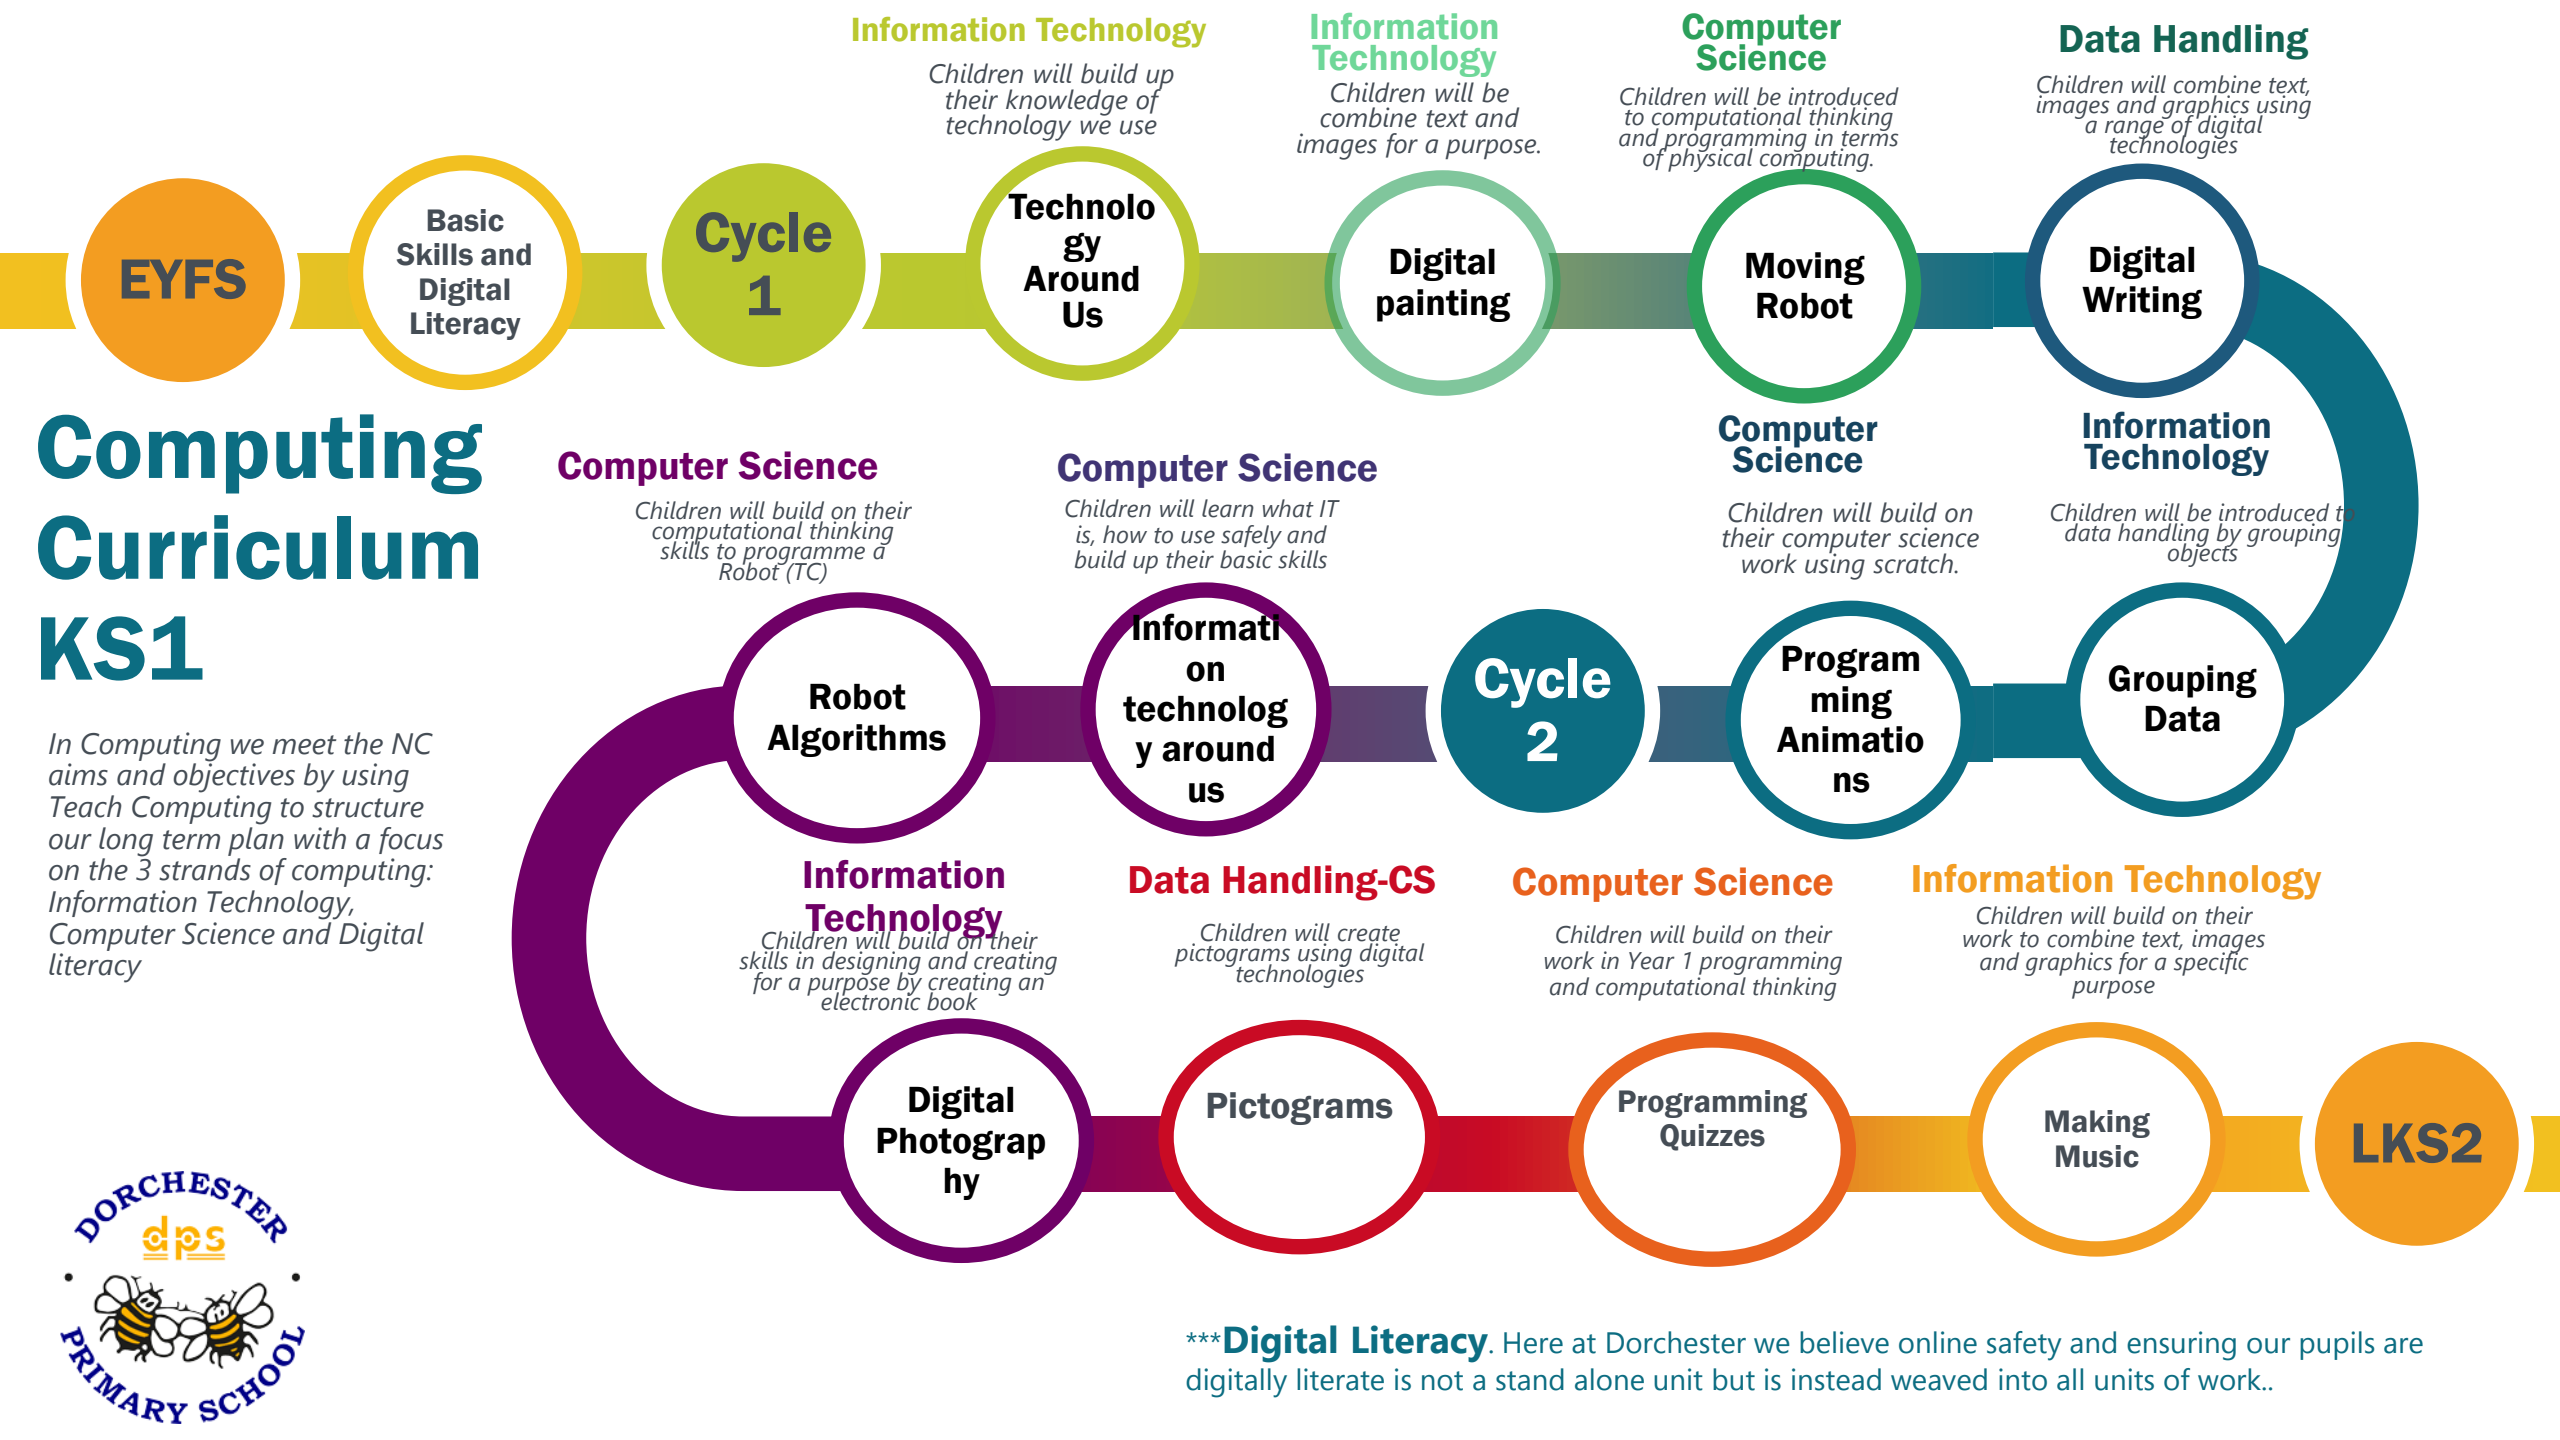 Information Technology
Children will build up
their knowledge of
technology we use
Information
Technology
Children will be
combine text and
images for a purpose.
Computer
Science
Children will be introduced
to computational thinking
and programming in terms
of physical computing.
Data Handling
Children will combine text,
images and graphics using
a range of digital
technologies
EYFS
Basic
Skills and
Digital
Literacy
Cycle
1
Technolo
gy
Around
Us
Digital
painting
Moving
Robot
Digital
Writing
Computing
Curriculum
KS1
In Computing we meet the NC
aims and objectives by using
Teach Computing to structure
our long term plan with a focus
on the 3 strands of computing:
Information Technology,
Computer Science and Digital
literacy
Computer Science
Children will build on their
computational thinking
skills to programme a
Robot (TC)
Computer Science
Children will learn what IT
is, how to use safely and
build up their basic skills
Computer
Science
Children will build on
their computer science
work using scratch.
Information
Technology
Children will be introduced to
data handling by grouping
objects
Robot
Algorithms
Informati
on
technolog
y around
us
Cycle
2
Program
ming
Animatio
ns
Grouping
Data
Information
Technology
Children will build on their
skills in designing and creating
for a purpose by creating an
electronic book
Data Handling-CS
Children will create
pictograms using digital
technologies
Computer Science
Children will build on their
work in Year 1 programming
and computational thinking
Information Technology
Children will build on their
work to combine text, images
and graphics for a specific
purpose
Digital
Photograp
hy
Pictograms
Programming
Quizzes
Making
Music
LKS2
DORCHESTER
dps
PRIMARY SCHOOL
***Digital Literacy. Here at Dorchester we believe online safety and ensuring our pupils are
digitally literate is not a stand alone unit but is instead weaved into all units of work..